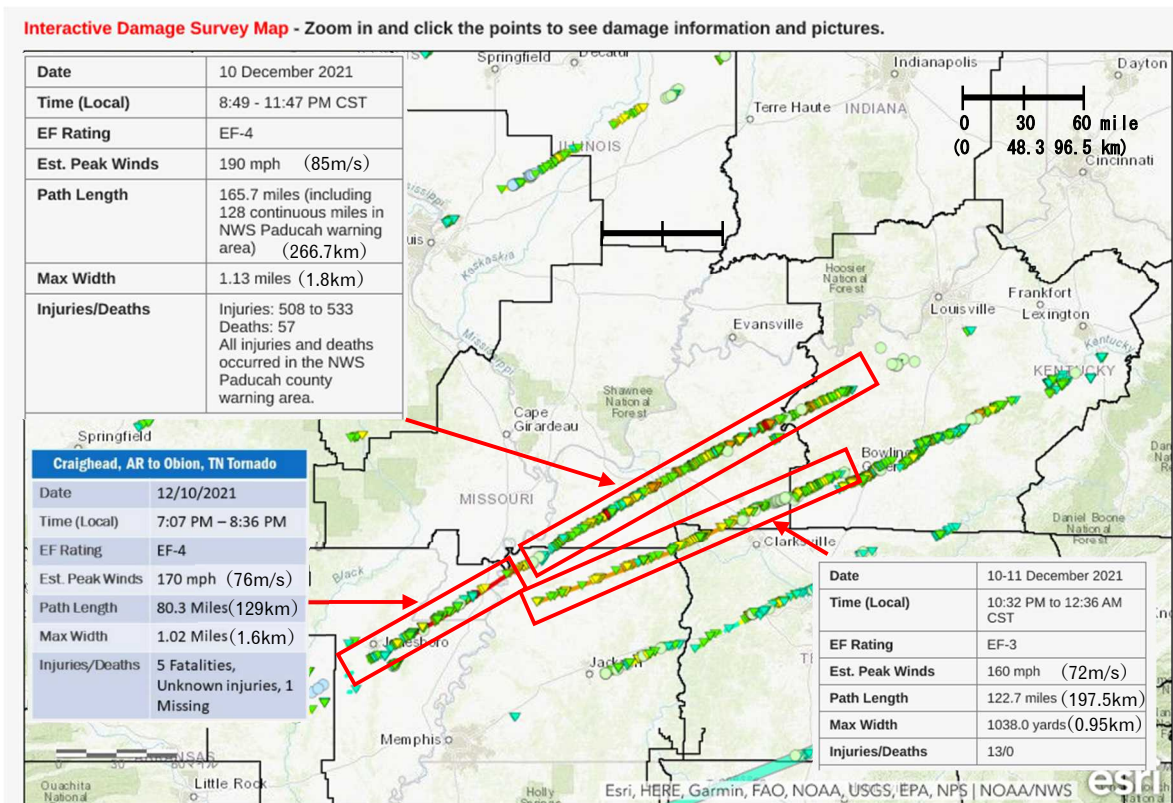 Interactive Damage Survey Map - Zoom in and click the points to see damage information and pictures.
Date 10 December 2021
Time (Local) 8:49 - 11:47 PM CST
EF Rating EF-4
Est. Peak Winds 190 mph (85m/s)
Path Length 165.7 miles (including
128 continuous miles in
NWS Paducah warning
area) (266.7km)
Max Width 1.13 miles (1.8km)
Injuries/Deaths Injuries: 508 to 533
Deaths: 57
All injuries and deaths
occurred in the NWS
Paducah county
warning area.
Springfield
Decatur
Indianapolis
Dayton
Terre Haute
INDIANA
0 30 60 mile
(0 48.3 96.5 km)
Cincinnati
ILLINOIS
Kaskaskia
Mississippi
Hoosier
National
Forest
Louisville
Frankfort
Lexington
Evansville
Kentucky
KENTUCKY
Shawnee
National
Forest
Cape
Girardeau
Springfield
MISSOURI
Bowling
Green
Clarksville
Daniel Boone
National
Forest
Craighead, AR to Obion, TN Tornado
Date 12/10/2021
Time (Local) 7:07 PM – 8:36 PM
EF Rating EF-4
Est. Peak Winds 170 mph (76m/s)
Path Length 80.3 Miles(129km)
Max Width 1.02 Miles(1.6km)
Injuries/Deaths 5 Fatalities,
Unknown injuries, 1
Missing
Black
Jonesboro
Memphis
ARKANSAS
Little Rock
Ouachita
National
Holly
Date 10-11 December 2021
Time (Local) 10:32 PM to 12:36 AM
CST
EF Rating EF-3
Est. Peak Winds 160 mph (72m/s)
Path Length 122.7 miles (197.5km)
Max Width 1038.0 yards(0.95km)
Injuries/Deaths 13/0
Esri, HERE, Garmin, FAO, NOAA, USGS, EPA, NPS | NOAA/NWS
esri